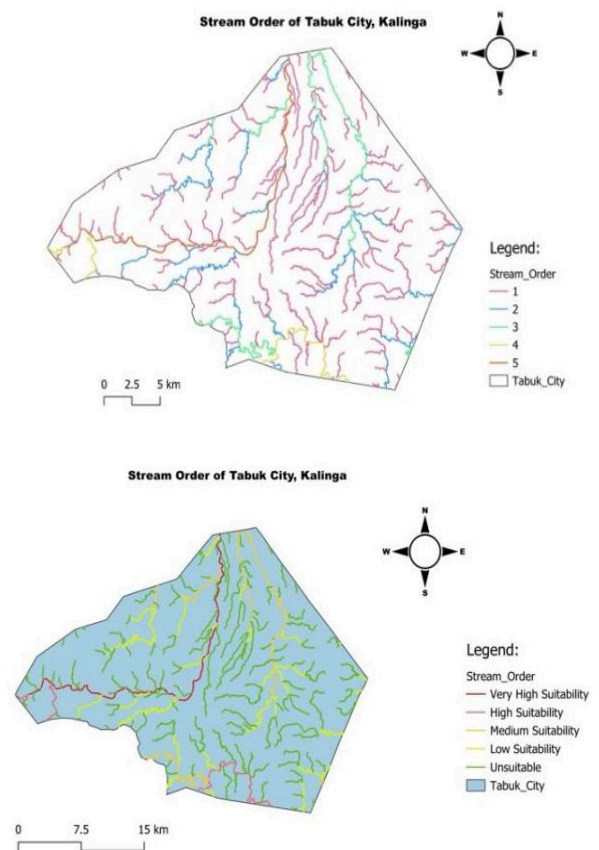 Stream Order of Tabuk City, Kalinga
N
W E
S
Legend:
Stream_Order
1
2
3
4
5
Tabuk_City
0 2.5 5 km
Stream Order of Tabuk City, Kalinga
N
W E
S
Legend:
Stream_Order
Very High Suitability
High Suitability
Medium Suitability
Low Suitability
Unsuitable
Tabuk_City
0 7.5 15 km